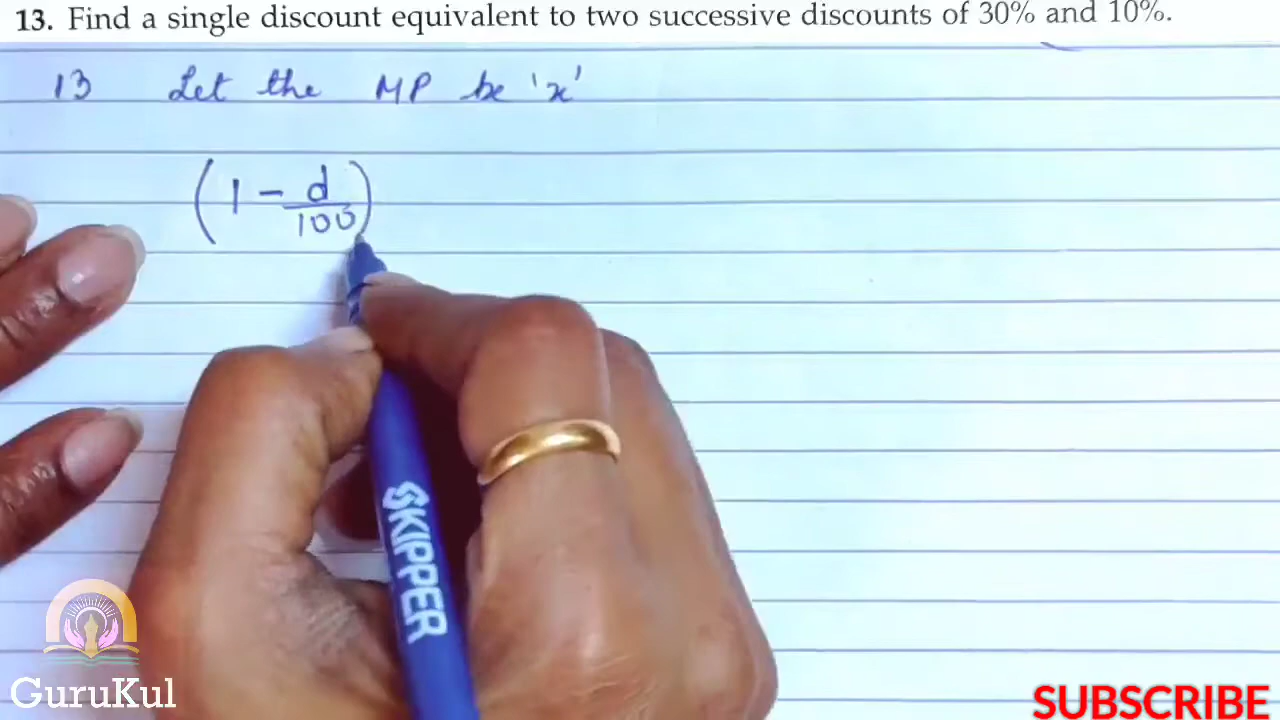 13. Find a single discount equivalent to two successive discounts of 30% and 10%.
13 Let the MP be 'x'
(1 - d/100)
SKIPPER
GuruKul
SUBSCRIBE